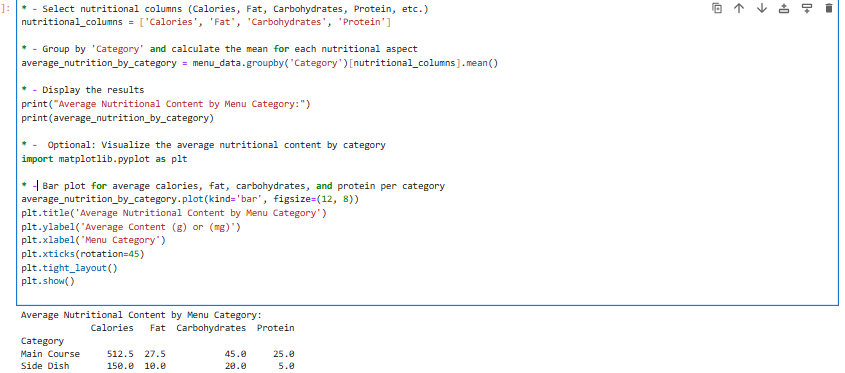 ]: * - Select nutritional columns (Calories, Fat, Carbohydrates, Protein, etc.)
nutritional_columns = ['Calories', 'Fat', 'Carbohydrates', 'Protein']
* - Group by 'Category' and calculate the mean for each nutritional aspect
average_nutrition_by_category = menu_data.groupby('Category')[nutritional_columns].mean()
* - Display the results
print("Average Nutritional Content by Menu Category:")
print(average_nutrition_by_category)
* -  Optional: Visualize the average nutritional content by category
import matplotlib.pyplot as plt
* - Bar plot for average calories, fat, carbohydrates, and protein per category
average_nutrition_by_category.plot(kind='bar', figsize=(12, 8))
plt.title('Average Nutritional Content by Menu Category')
plt.ylabel('Average Content (g) or (mg)')
plt.xlabel('Menu Category')
plt.xticks(rotation=45)
plt.tight_layout()
plt.show()
Average Nutritional Content by Menu Category:
Calories Fat Carbohydrates Protein
Category
Main Course 512.5 27.5 45.0 25.0
Side Dish 150.0 10.0 20.0 5.0